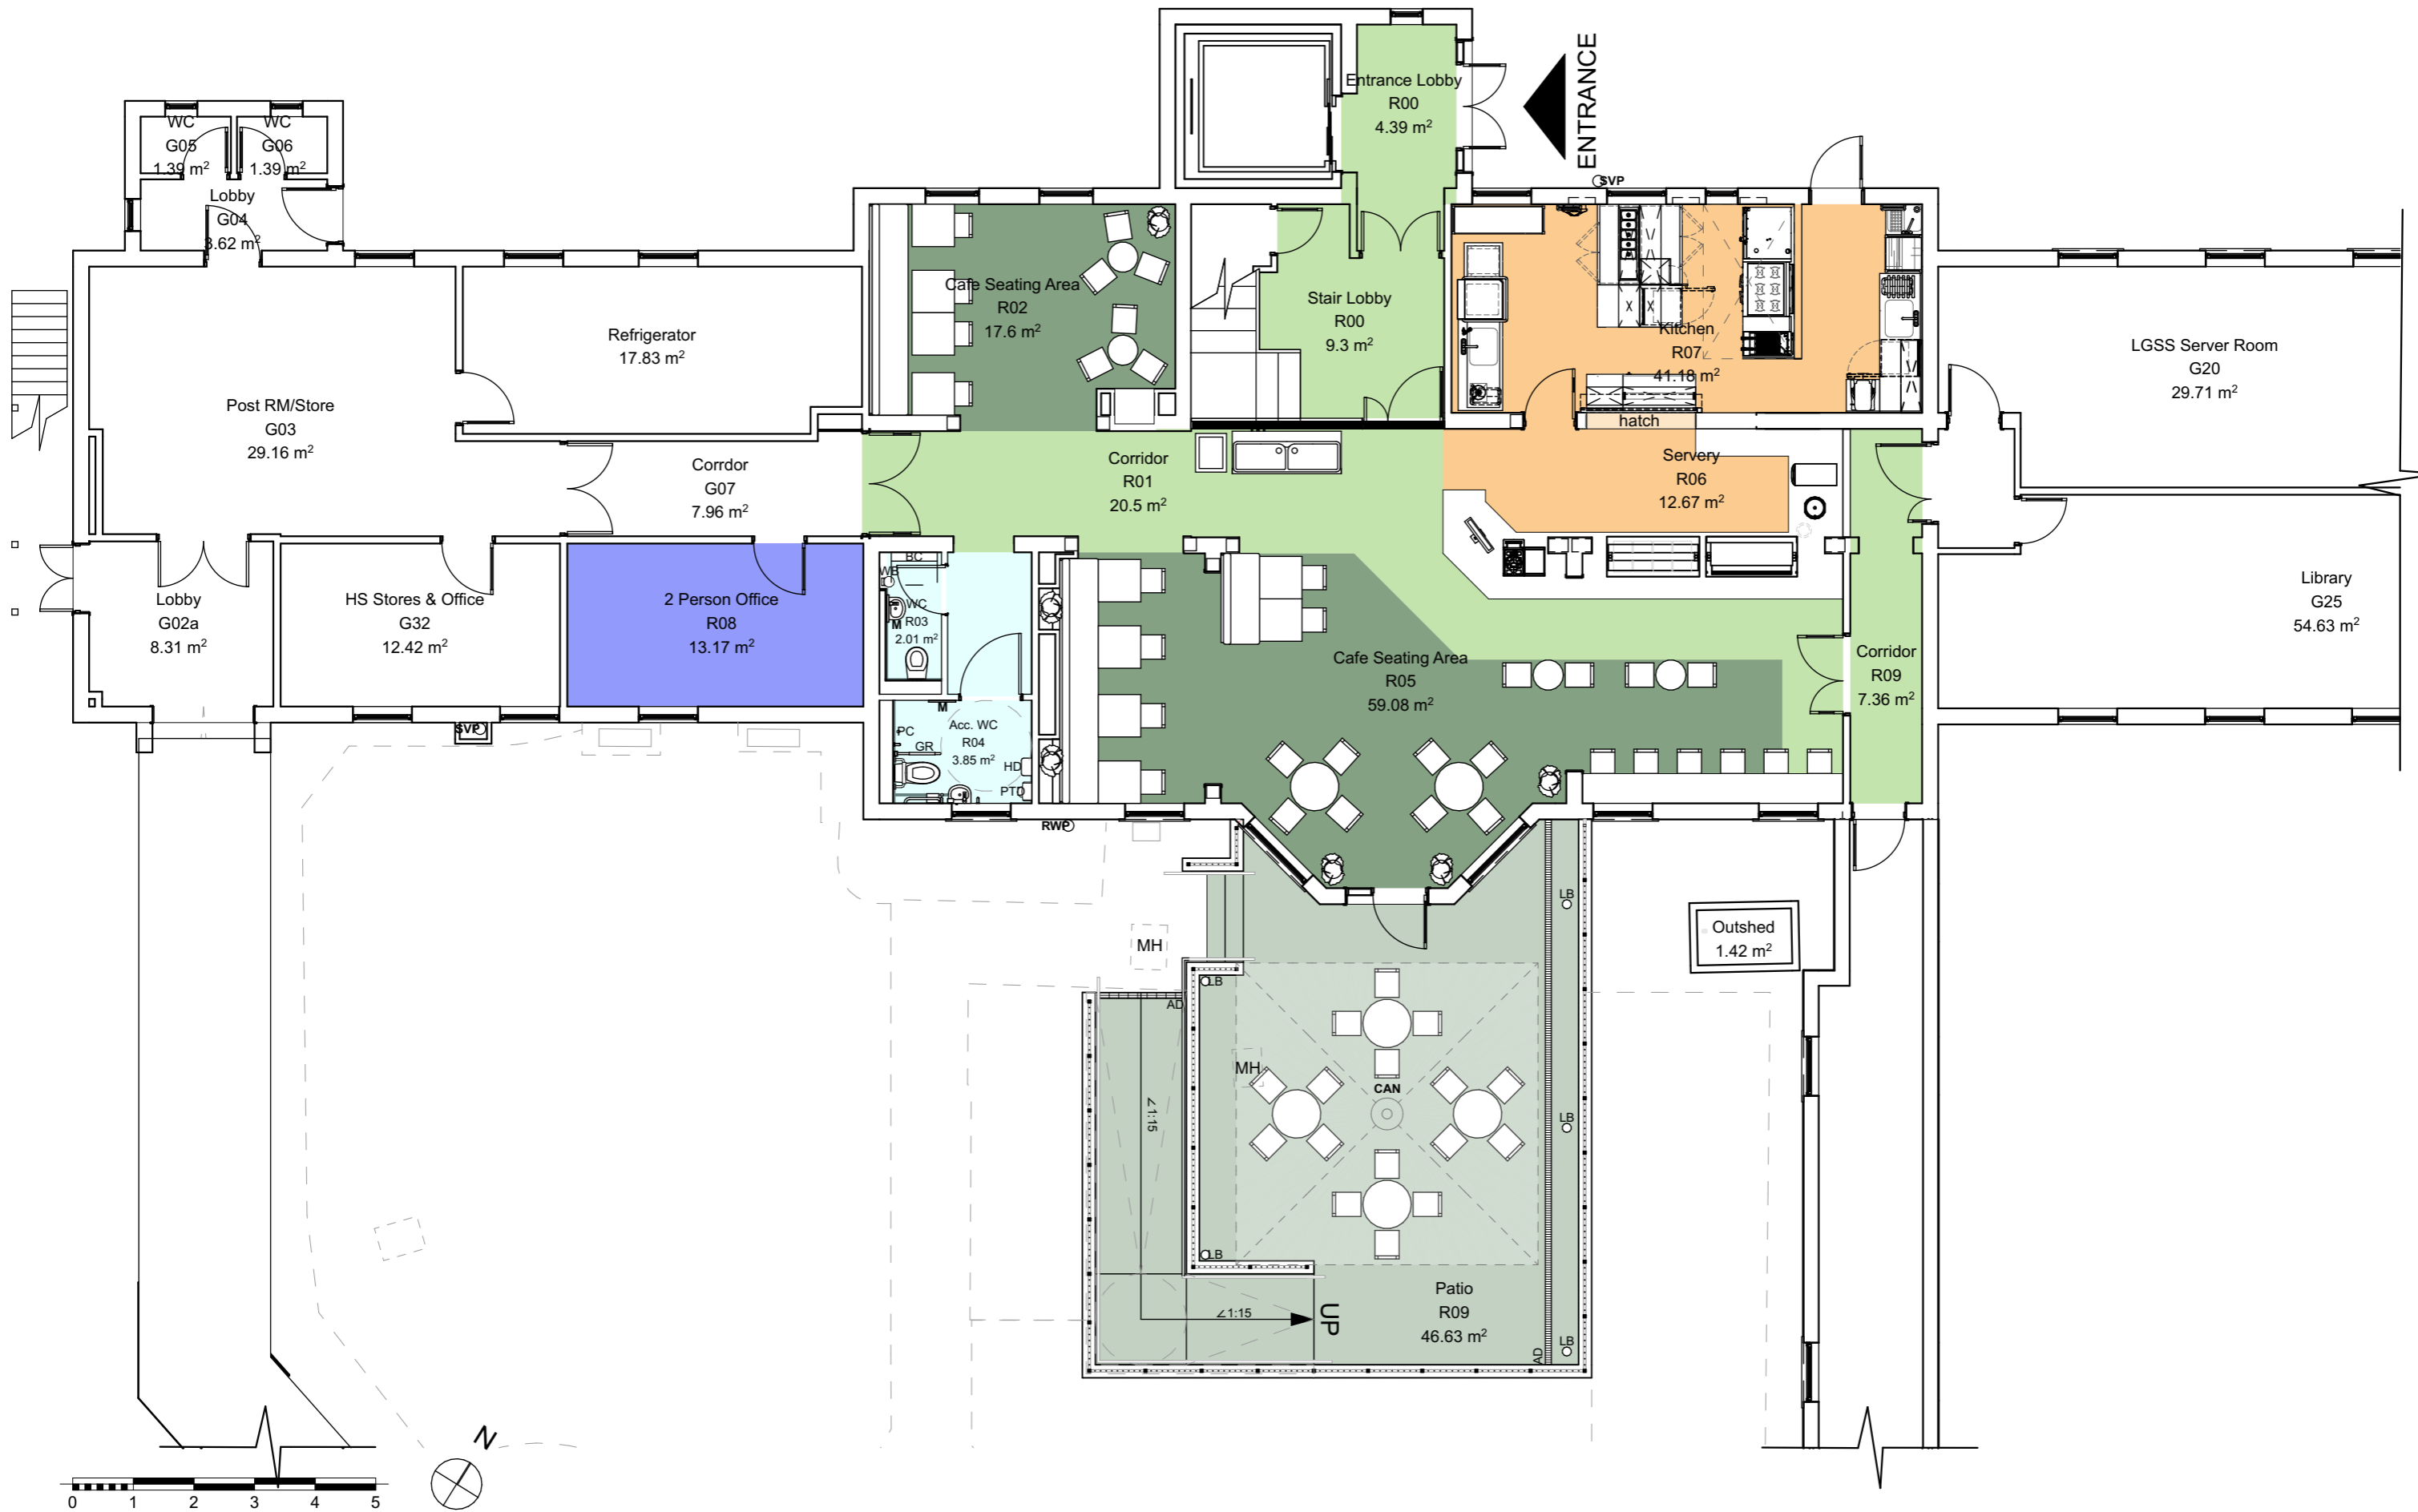 Entrance Lobby
R00
4.39 m²
ENTRANCE
WC
G05
1.39 m²
WC
G06
1.39 m²
Lobby
G04
3.62 m²
SVP
Cafe Seating Area
R02
17.6 m²
Stair Lobby
R00
9.3 m²
Kitchen
R07
41.18 m²
hatch
Refrigerator
17.83 m²
Post RM/Store
G03
29.16 m²
LGSS Server Room
G20
29.71 m²
Corrdor
G07
7.96 m²
Corridor
R01
20.5 m²
Servery
R06
12.67 m²
Lobby
G02a
8.31 m²
HS Stores & Office
G32
12.42 m²
2 Person Office
R08
13.17 m²
BC
WB
WC
M
R03
2.01 m²
Library
G25
54.63 m²
Cafe Seating Area
R05
59.08 m²
Corridor
R09
7.36 m²
SVP
M
PC
GR
Acc. WC
R04
3.85 m²
HD
PTD
RWP
LB
MH
Outshed
1.42 m²
LB
AD
MH
CAN
∠1:15
LB
LB
Patio
R09
46.63 m²
∠1:15
UP
LB
AD
N
0 1 2 3 4 5